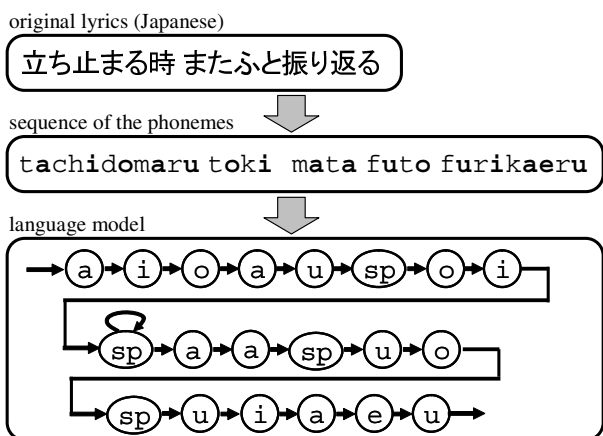 original lyrics (Japanese)
立ち止まる時 またふと振り返る
sequence of the phonemes
tachidomaru toki mata futo furikaeru
language model
a i o a u sp o i
sp a a sp u o
sp u i a e u